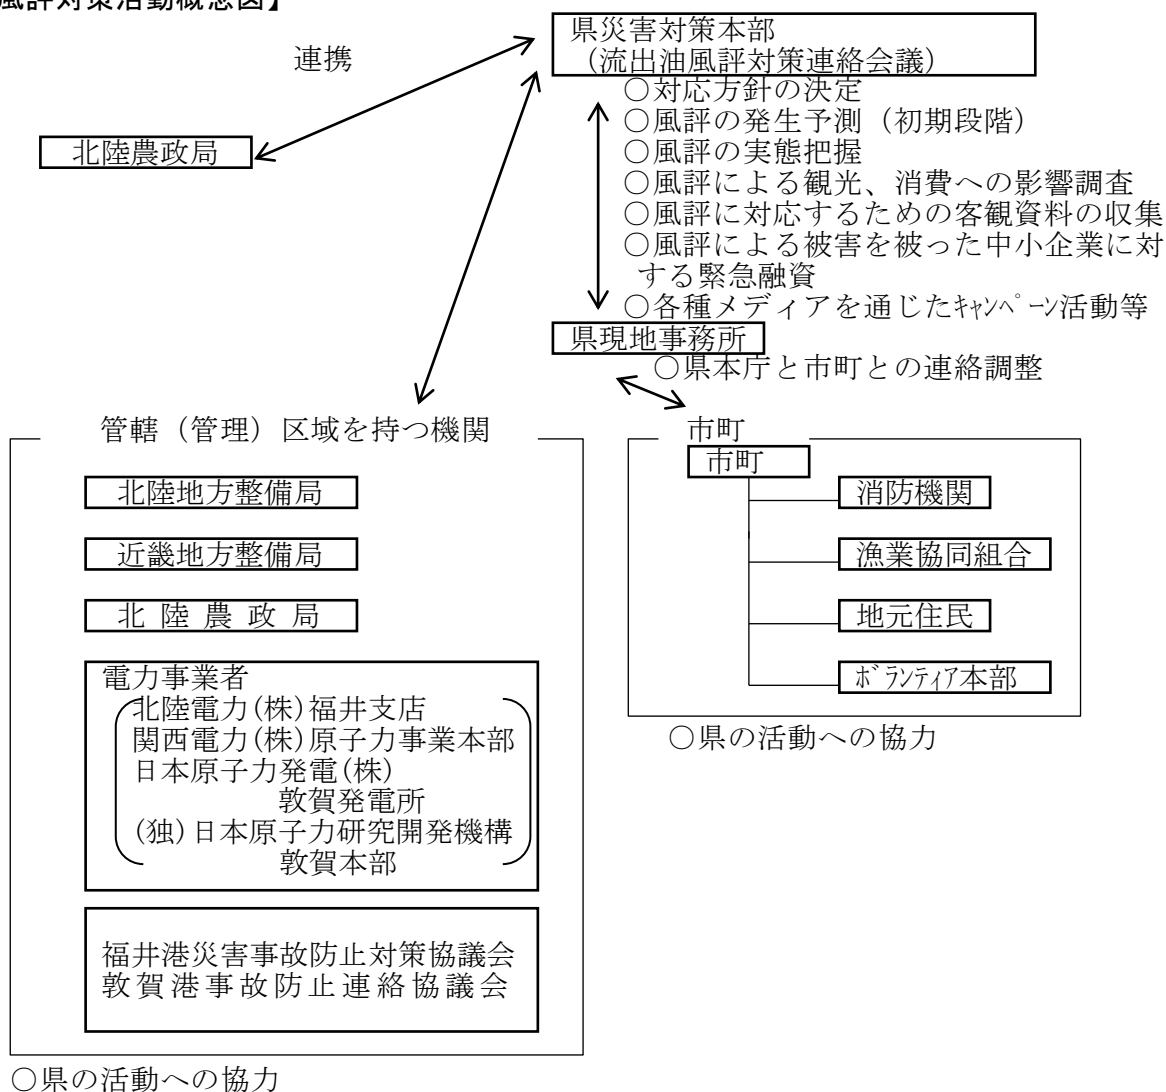 風評対策活動概念図】
県災害対策本部
(流出油風評対策連絡会議)
連携
○対応方針の決定
○風評の発生予測（初期段階）
○風評の実態把握
○風評による観光、消費への影響調査
○風評に対応するための客観資料の収集
○風評による被害を被った中小企業に対
する緊急融資
○各種メディアを通じたｷｬﾝﾍﾟｰﾝ活動等
北陸農政局
県現地事務所
○県本庁と市町との連絡調整
管轄（管理）区域を持つ機関
北陸地方整備局
近畿地方整備局
北 陸 農 政 局
電力事業者
北陸電力(株)福井支店
関西電力(株)原子力事業本部
日本原子力発電(株)
敦賀発電所
(独)日本原子力研究開発機構
敦賀本部
福井港災害事故防止対策協議会
敦賀港事故防止連絡協議会
○県の活動への協力
市町
市町
消防機関
漁業協同組合
地元住民
ﾎﾞﾗﾝﾃｨｱ本部
○県の活動への協力